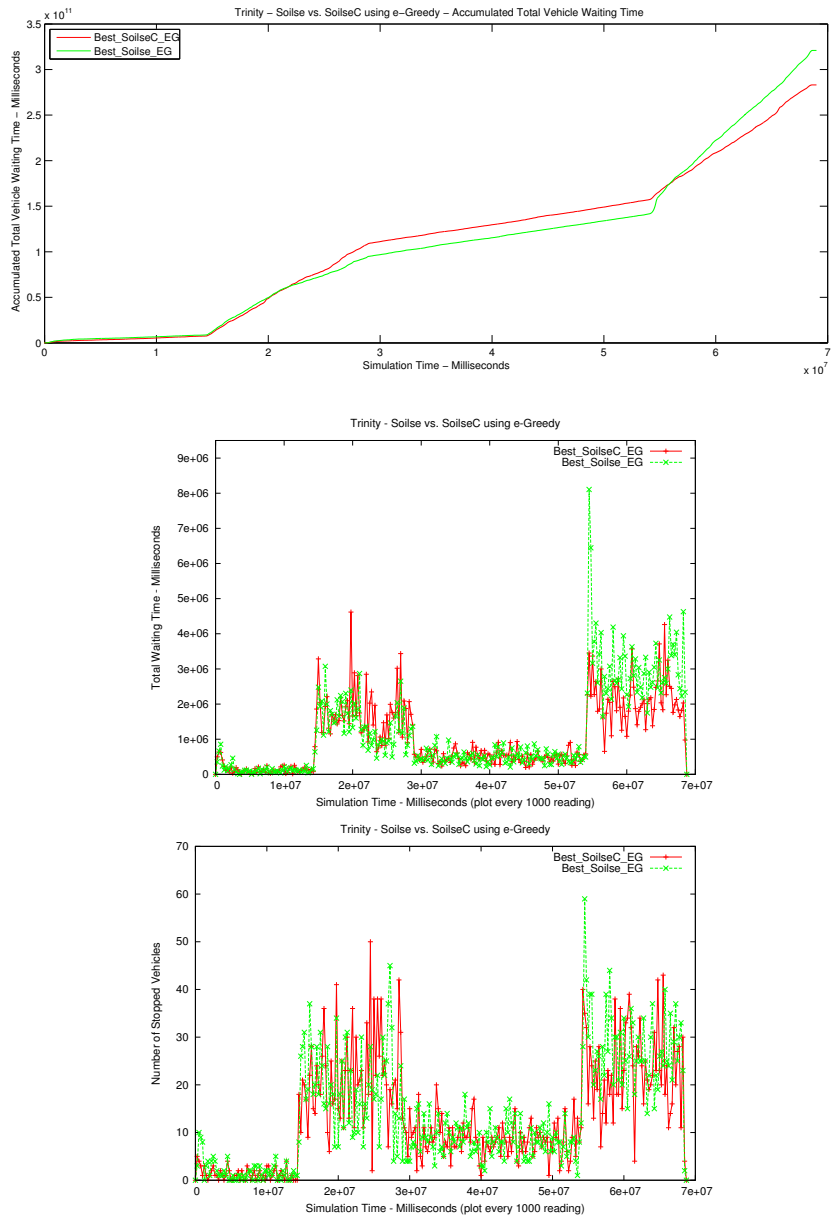 Trinity − Soilse vs. SoilseC using e−Greedy − Accumulated Total Vehicle Waiting Time
x 10^11
3.5
3
2.5
2
1.5
1
0.5
0
Accumulated Total Vehicle Waiting Time − Milliseconds
Best_SoilseC_EG
Best_Soilse_EG
0 1 2 3 4 5 6 7
x 10^7
Simulation Time − Milliseconds
Trinity - Soilse vs. SoilseC using e-Greedy
9e+06
8e+06
7e+06
6e+06
5e+06
4e+06
3e+06
2e+06
1e+06
0
Total Waiting Time - Milliseconds
Best_SoilseC_EG
Best_Soilse_EG
0 1e+07 2e+07 3e+07 4e+07 5e+07 6e+07 7e+07
Simulation Time - Milliseconds (plot every 1000 reading)
Trinity - Soilse vs. SoilseC using e-Greedy
70
60
50
40
30
20
10
0
Number of Stopped Vehicles
Best_SoilseC_EG
Best_Soilse_EG
0 1e+07 2e+07 3e+07 4e+07 5e+07 6e+07 7e+07
Simulation Time - Milliseconds (plot every 1000 reading)